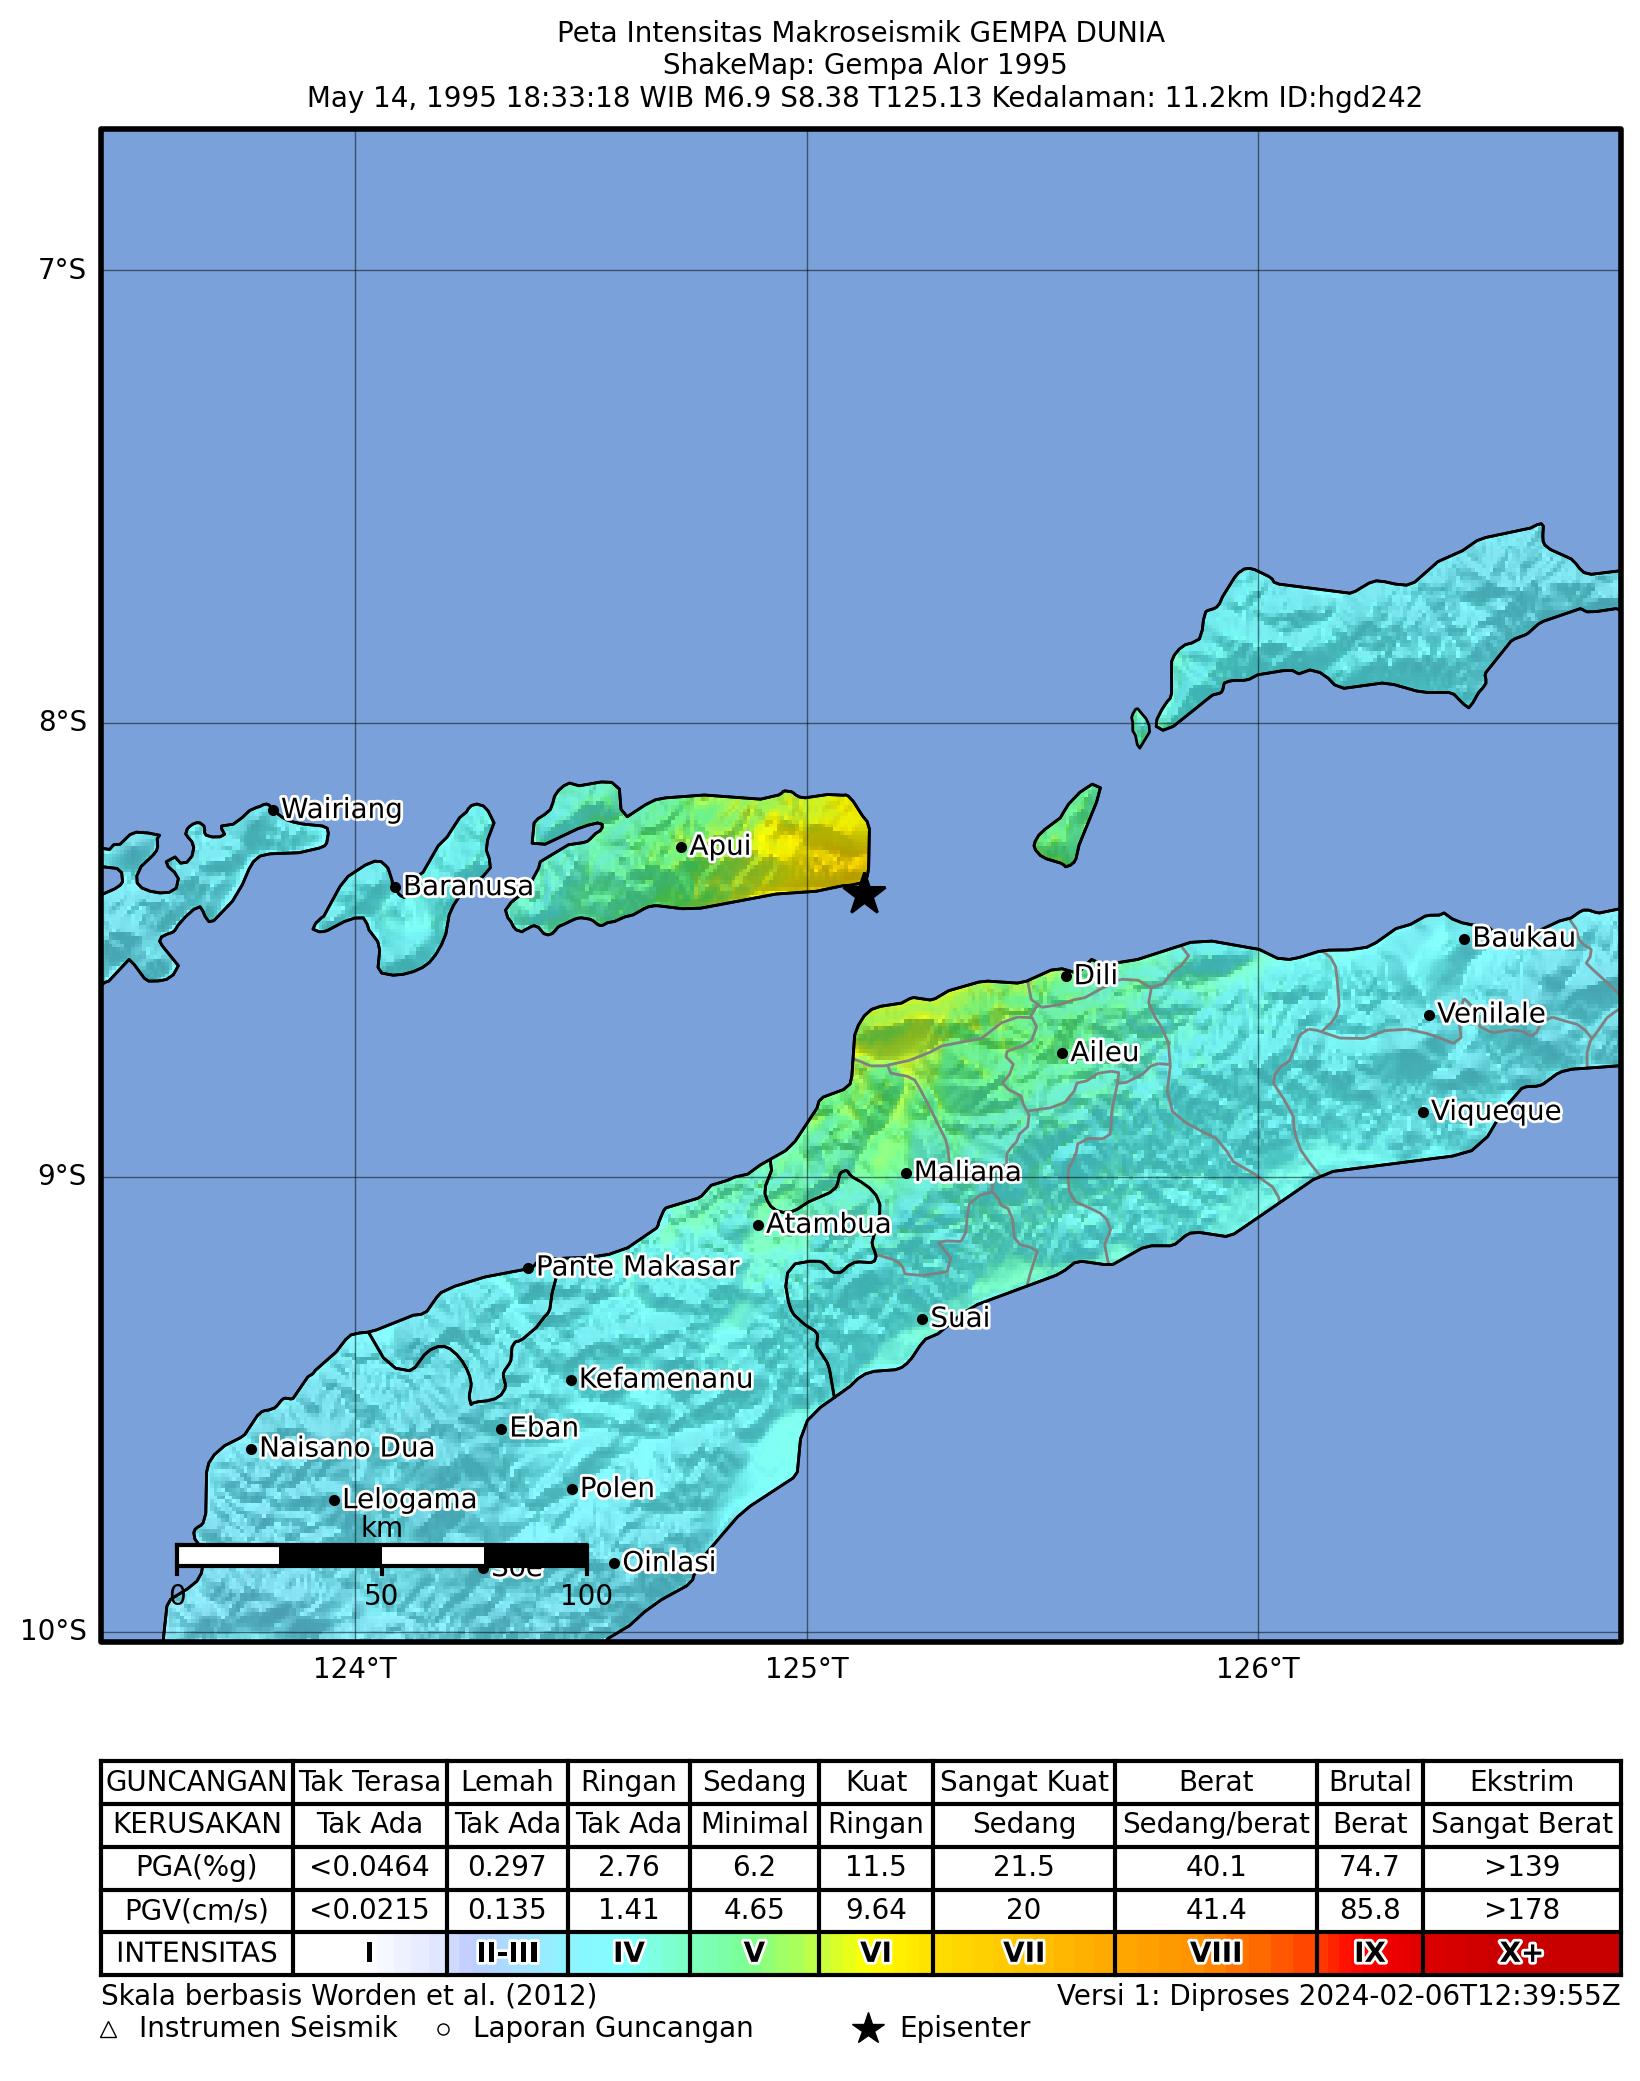 Peta Intensitas Makroseismik GEMPA DUNIA
ShakeMap: Gempa Alor 1995
May 14, 1995 18:33:18 WIB M6.9 S8.38 T125.13 Kedalaman: 11.2km ID:hgd242
7°S
8°S
Wairiang
Apui
Baranusa
Baukau
Dili
Venilale
Aileu
Viqueque
9°S
Maliana
Atambua
Pante Makasar
Suai
Kefamenanu
Eban
Naisano Dua
Polen
Lelogama
km
Oinlasi
Soe
0 50 100
10°S
124°T 125°T 126°T
GUNCANGAN Tak Terasa Lemah Ringan Sedang Kuat Sangat Kuat Berat Brutal Ekstrim
KERUSAKAN Tak Ada Tak Ada Tak Ada Minimal Ringan Sedang Sedang/berat Berat Sangat Berat
PGA(%g) <0.0464 0.297 2.76 6.2 11.5 21.5 40.1 74.7 >139
PGV(cm/s) <0.0215 0.135 1.41 4.65 9.64 20 41.4 85.8 >178
INTENSITAS I II-III IV V VI VII VIII IX X+
Skala berbasis Worden et al. (2012) Versi 1: Diproses 2024-02-06T12:39:55Z
△ Instrumen Seismik ○ Laporan Guncangan ★ Episenter